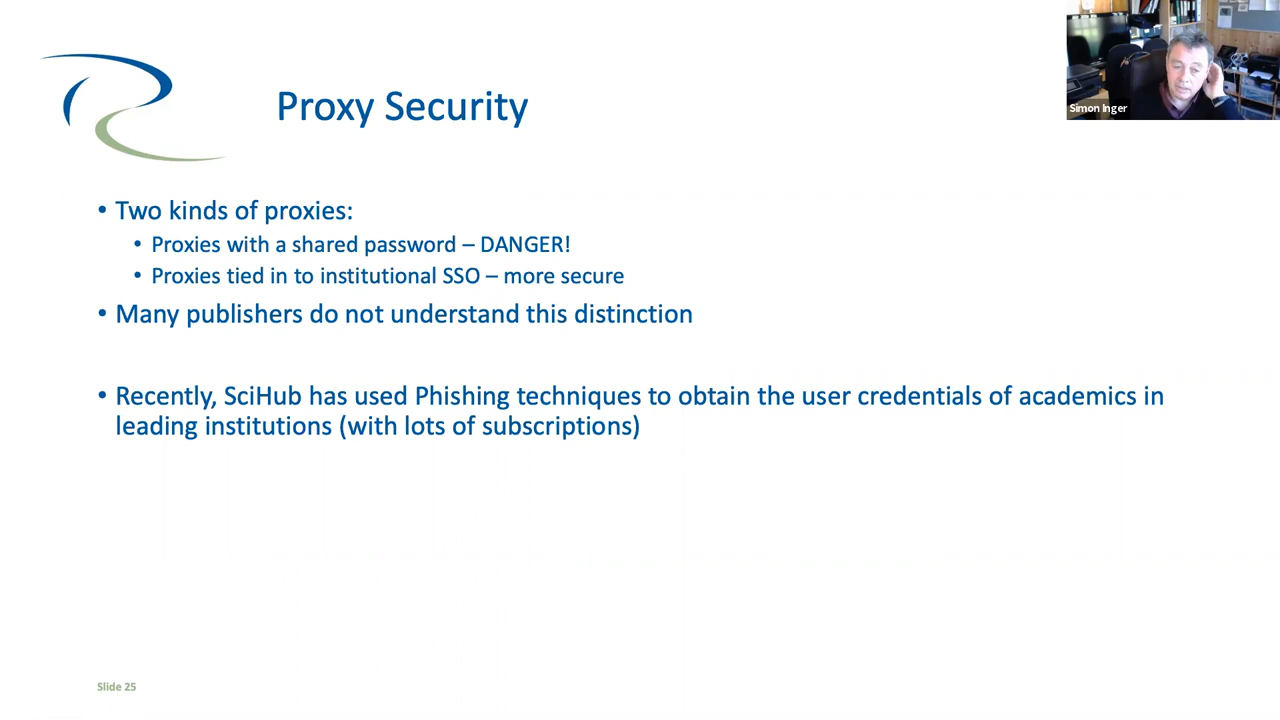 Proxy Security
Simon Inger
• Two kinds of proxies:
• Proxies with a shared password – DANGER!
• Proxies tied in to institutional SSO – more secure
• Many publishers do not understand this distinction
• Recently, SciHub has used Phishing techniques to obtain the user credentials of academics in
leading institutions (with lots of subscriptions)
Slide 25